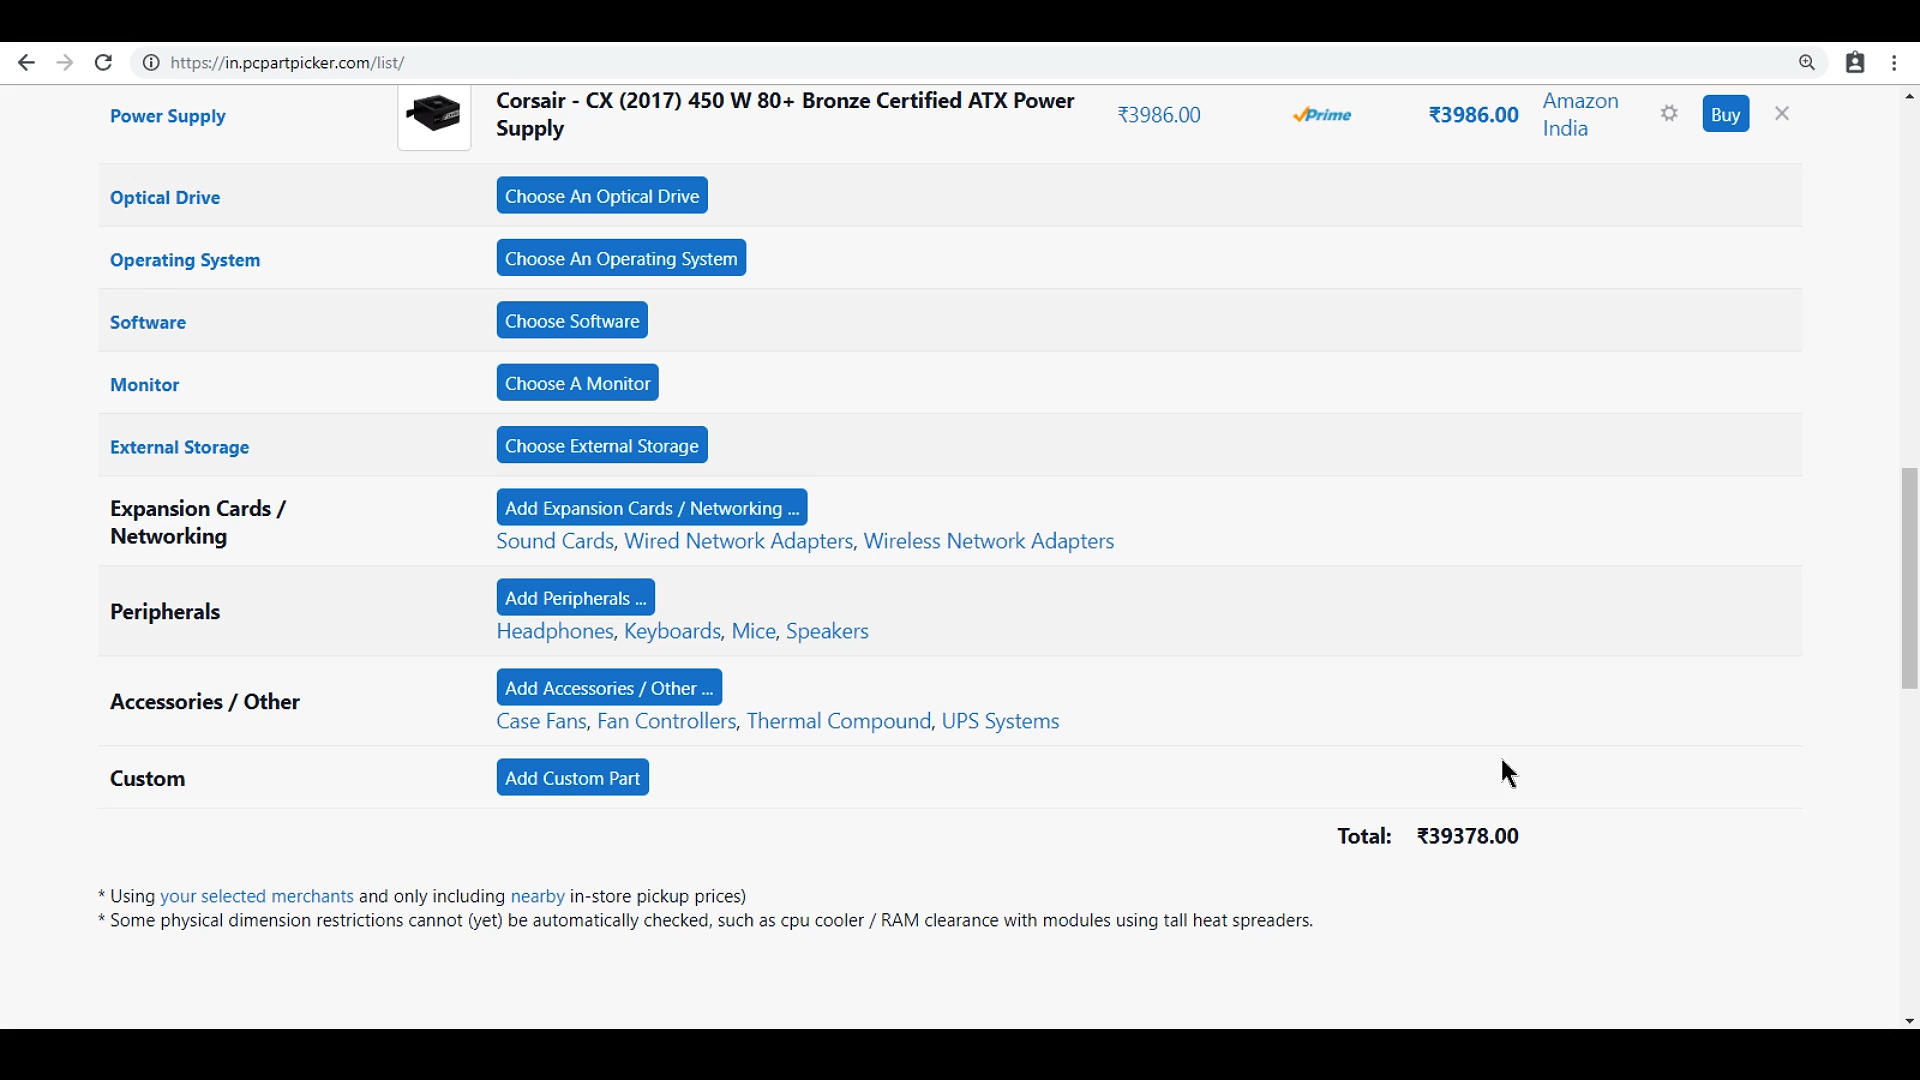 https://in.pcpartpicker.com/list/
Power Supply
Corsair - CX (2017) 450 W 80+ Bronze Certified ATX Power
Supply
₹3986.00
Prime
₹3986.00
Amazon
India
Buy
Optical Drive
Choose An Optical Drive
Operating System
Choose An Operating System
Software
Choose Software
Monitor
Choose A Monitor
External Storage
Choose External Storage
Expansion Cards /
Networking
Add Expansion Cards / Networking ...
Sound Cards, Wired Network Adapters, Wireless Network Adapters
Peripherals
Add Peripherals ...
Headphones, Keyboards, Mice, Speakers
Accessories / Other
Add Accessories / Other ...
Case Fans, Fan Controllers, Thermal Compound, UPS Systems
Custom
Add Custom Part
Total: ₹39378.00
* Using your selected merchants and only including nearby in-store pickup prices)
* Some physical dimension restrictions cannot (yet) be automatically checked, such as cpu cooler / RAM clearance with modules using tall heat spreaders.